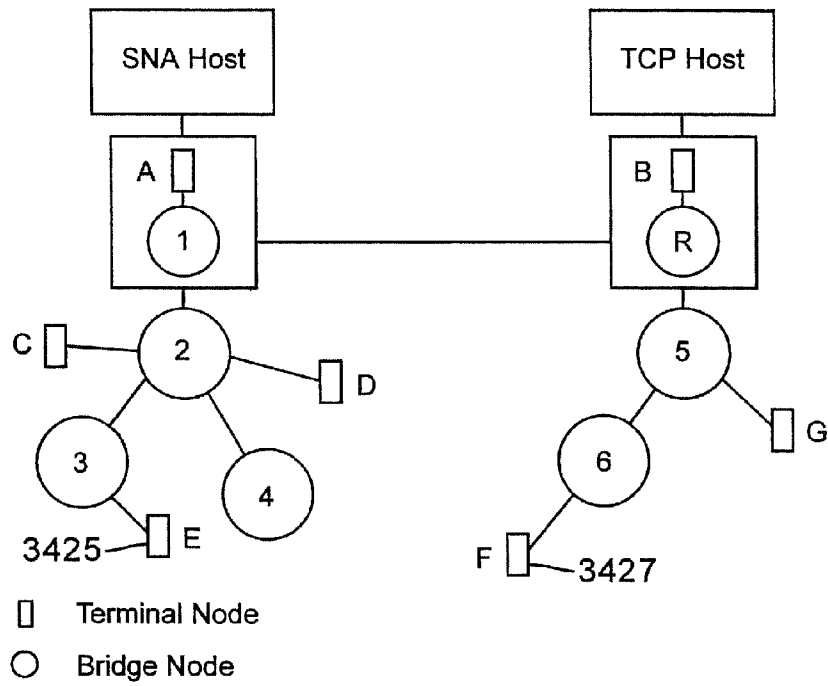 SNA Host
TCP Host
A
B
1
R
C
2
5
D
3
4
6
G
3425
E
F
3427
Terminal Node
Bridge Node